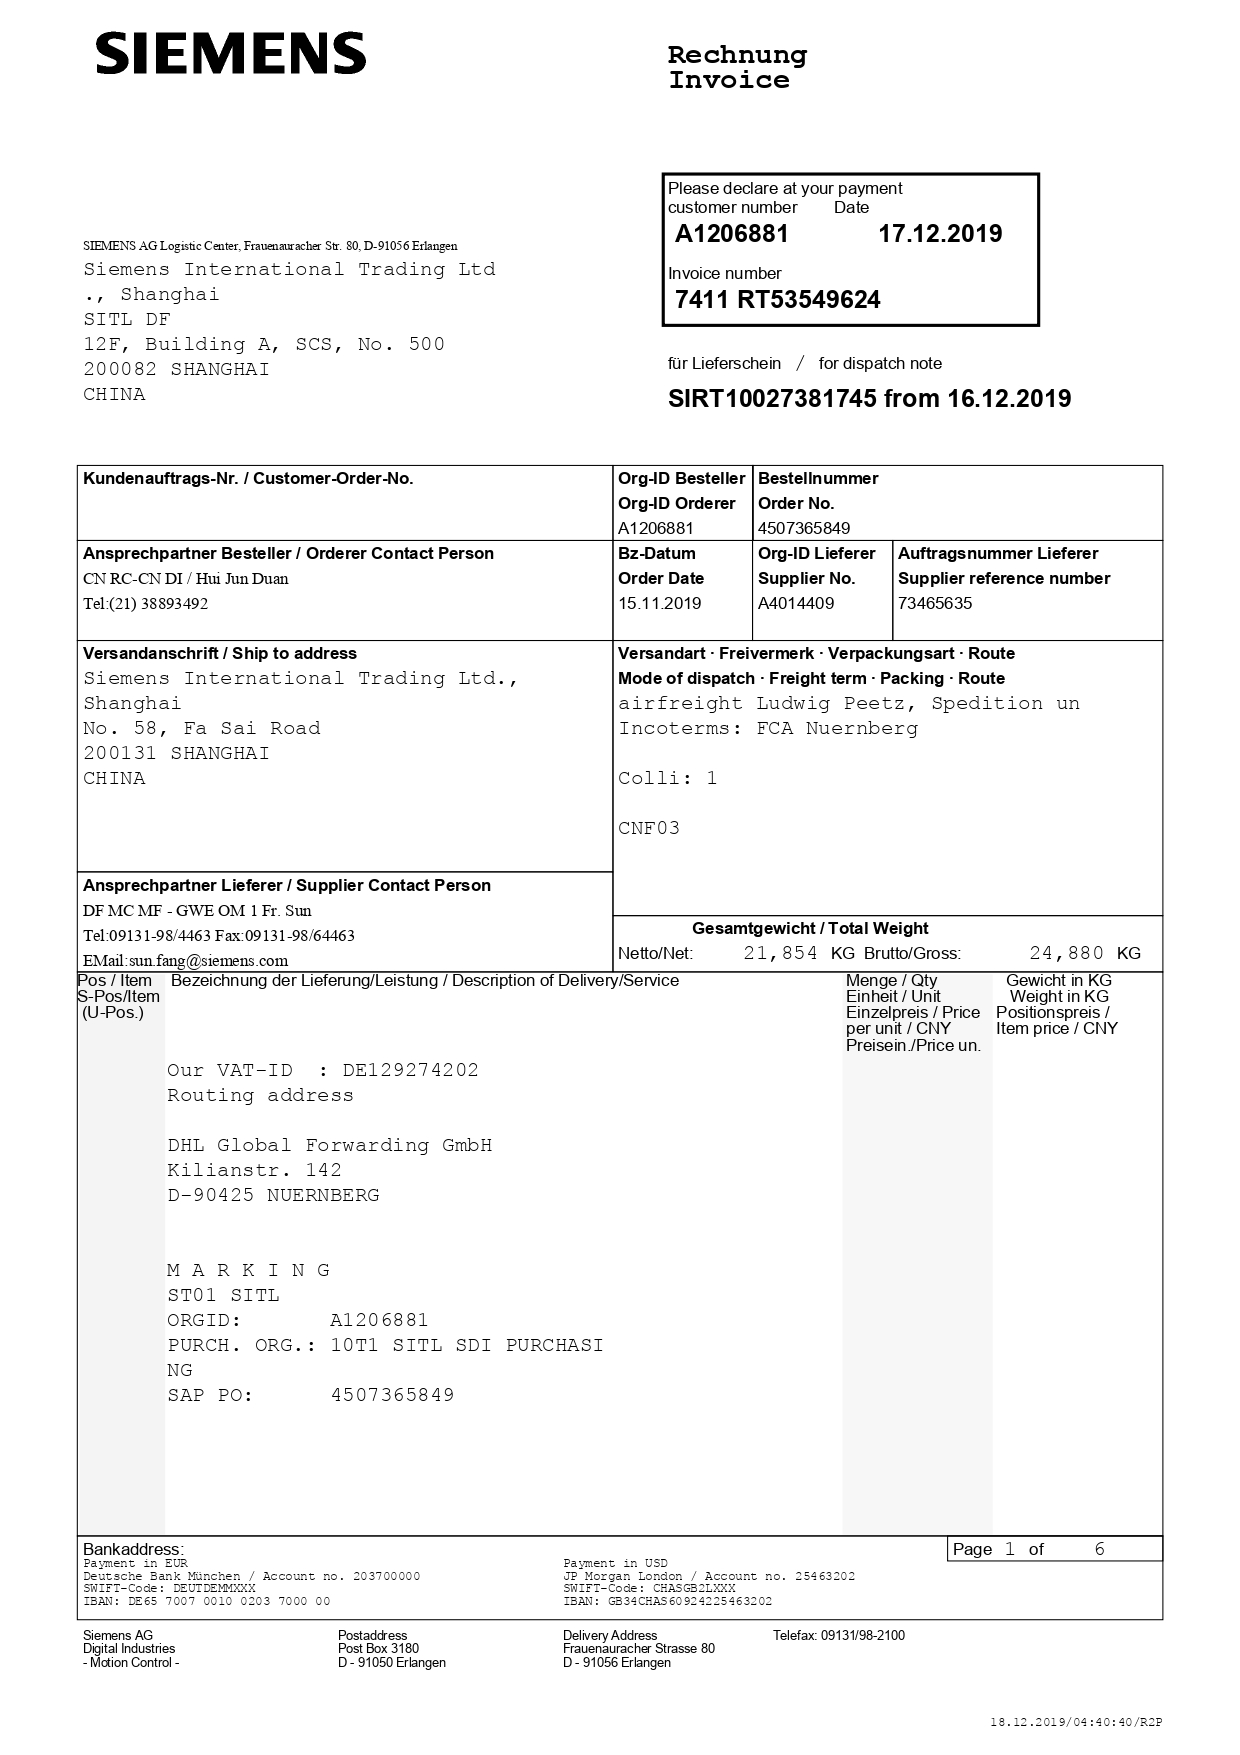 SIEMENS
Rechnung
Invoice
Please declare at your payment
customer number Date
A1206881 17.12.2019
Invoice number
7411 RT53549624
SIEMENS AG Logistic Center, Frauenauracher Str. 80, D-91056 Erlangen
Siemens International Trading Ltd
., Shanghai
SITL DF
12F, Building A, SCS, No. 500
200082 SHANGHAI
CHINA
für Lieferschein / for dispatch note
SIRT10027381745 from 16.12.2019
Kundenauftrags-Nr. / Customer-Order-No.
Org-ID Besteller
Org-ID Orderer
A1206881
Bestellnummer
Order No.
4507365849
Ansprechpartner Besteller / Orderer Contact Person
CN RC-CN DI / Hui Jun Duan
Tel:(21) 38893492
Bz-Datum
Order Date
15.11.2019
Org-ID Lieferer
Supplier No.
A4014409
Auftragsnummer Lieferer
Supplier reference number
73465635
Versandanschrift / Ship to address
Siemens International Trading Ltd.,
Shanghai
No. 58, Fa Sai Road
200131 SHANGHAI
CHINA
Versandart · Freivermerk · Verpackungsart · Route
Mode of dispatch · Freight term · Packing · Route
airfreight Ludwig Peetz, Spedition un
Incoterms: FCA Nuernberg
Colli: 1
CNF03
Ansprechpartner Lieferer / Supplier Contact Person
DF MC MF - GWE OM 1 Fr. Sun
Tel:09131-98/4463 Fax:09131-98/64463
EMail:sun.fang@siemens.com
Gesamtgewicht / Total Weight
Netto/Net: 21,854 KG Brutto/Gross: 24,880 KG
Pos / Item
S-Pos/Item
(U-Pos.)
Bezeichnung der Lieferung/Leistung / Description of Delivery/Service
Menge / Qty
Einheit / Unit
Einzelpreis / Price
per unit / CNY
Preisein./Price un.
Gewicht in KG
Weight in KG
Positionspreis /
Item price / CNY
Our VAT-ID : DE129274202
Routing address
DHL Global Forwarding GmbH
Kilianstr. 142
D-90425 NUERNBERG
M A R K I N G
ST01 SITL
ORGID: A1206881
PURCH. ORG.: 10T1 SITL SDI PURCHASI
NG
SAP PO: 4507365849
Bankaddress:
Payment in EUR
Deutsche Bank München / Account no. 203700000
SWIFT-Code: DEUTDEMMXXX
IBAN: DE65 7007 0010 0203 7000 00
Payment in USD
JP Morgan London / Account no. 25463202
SWIFT-Code: CHASGB2LXXX
IBAN: GB34CHAS60924225463202
Page 1 of 6
Siemens AG
Digital Industries
- Motion Control -
Postaddress
Post Box 3180
D - 91050 Erlangen
Delivery Address
Frauenauracher Strasse 80
D - 91056 Erlangen
Telefax: 09131/98-2100
18.12.2019/04:40:40/R2P